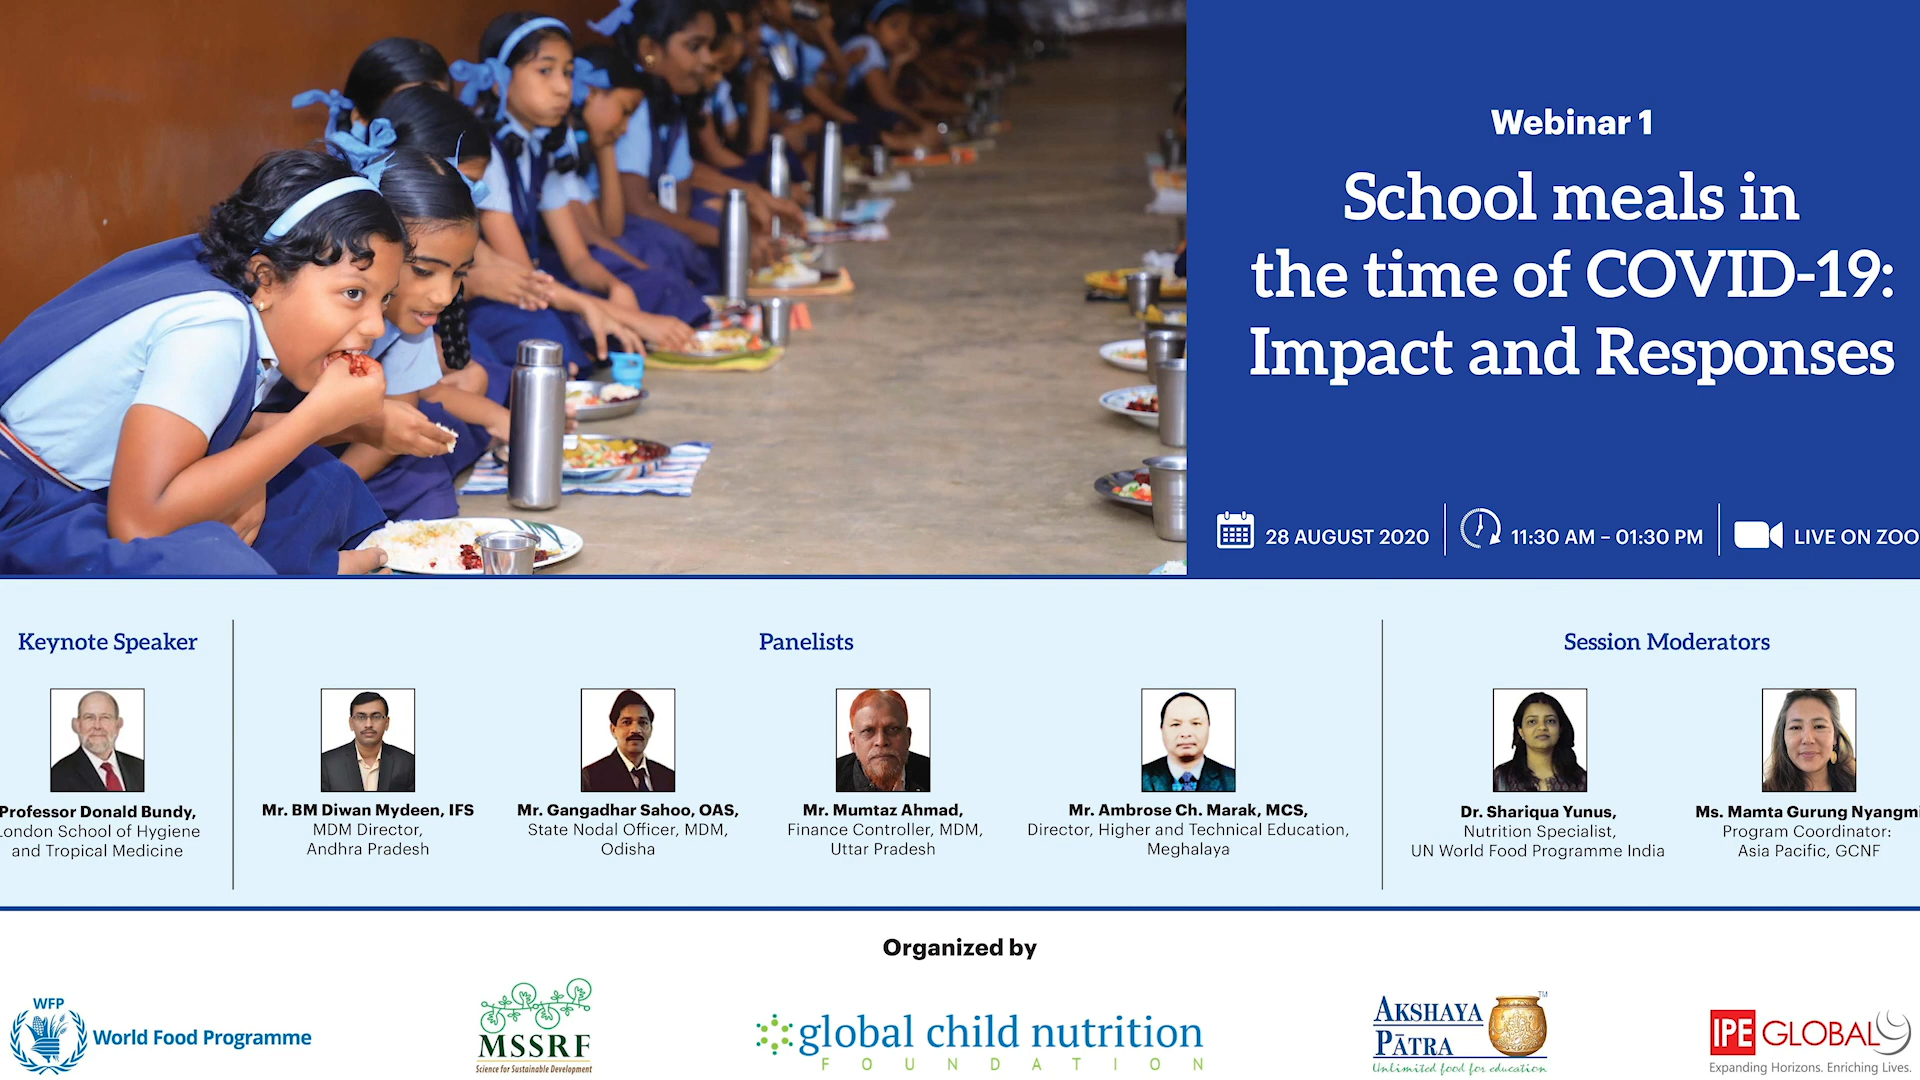 Webinar 1
School meals in
the time of COVID-19:
Impact and Responses
28 AUGUST 2020
11:30 AM – 01:30 PM
LIVE ON ZOO
Keynote Speaker
Professor Donald Bundy,
London School of Hygiene
and Tropical Medicine
Panelists
Mr. BM Diwan Mydeen, IFS
MDM Director,
Andhra Pradesh
Mr. Gangadhar Sahoo, OAS,
State Nodal Officer, MDM,
Odisha
Mr. Mumtaz Ahmad,
Finance Controller, MDM,
Uttar Pradesh
Mr. Ambrose Ch. Marak, MCS,
Director, Higher and Technical Education,
Meghalaya
Session Moderators
Dr. Shariqua Yunus,
Nutrition Specialist,
UN World Food Programme India
Ms. Mamta Gurung Nyangmi
Program Coordinator:
Asia Pacific, GCNF
Organized by
WFP
World Food Programme
MSSRF
Science for Sustainable Development
global child nutrition
FOUNDATION
AKSHAYA
PĀTRA
TM
Unlimited food for education
IPE GLOBAL
Expanding Horizons. Enriching Lives.